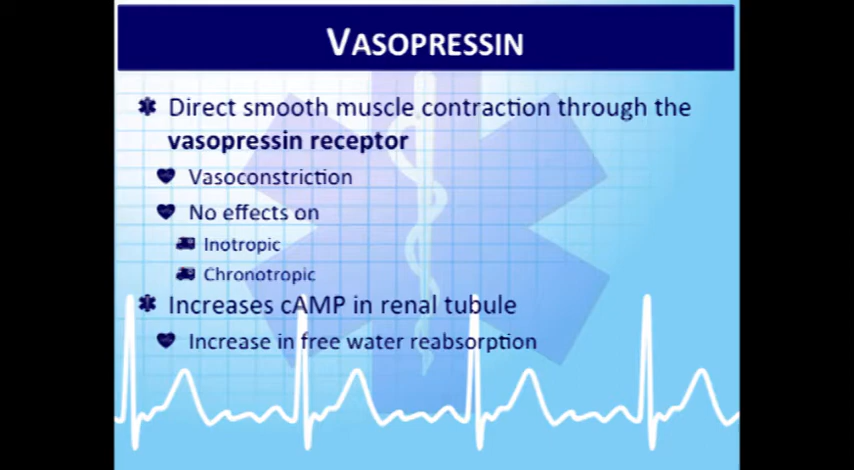 VASOPRESSIN
Direct smooth muscle contraction through the
vasopressin receptor
Vasoconstriction
No effects on
Inotropic
Chronotropic
Increases cAMP in renal tubule
Increase in free water reabsorption